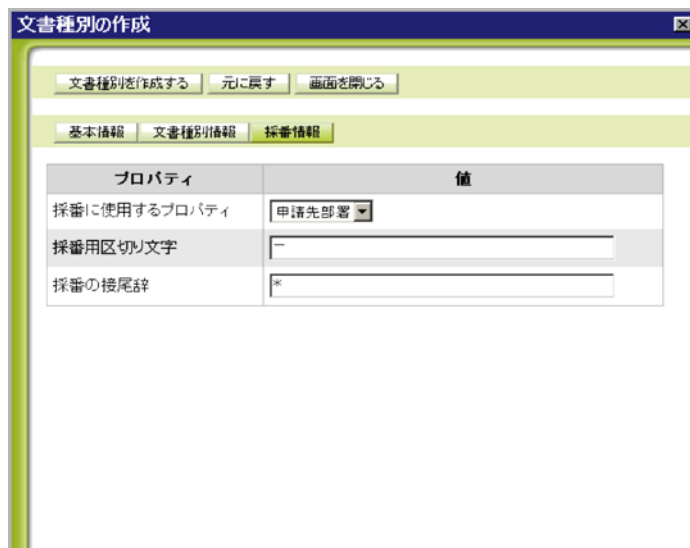 文書種別の作成
文書種別を作成する 元に戻す 画面を閉じる
基本情報 文書種別情報 採番情報
プロパティ 値
採番に使用するプロパティ 申請先部署
採番用区切り文字 -
採番の接尾辞 *